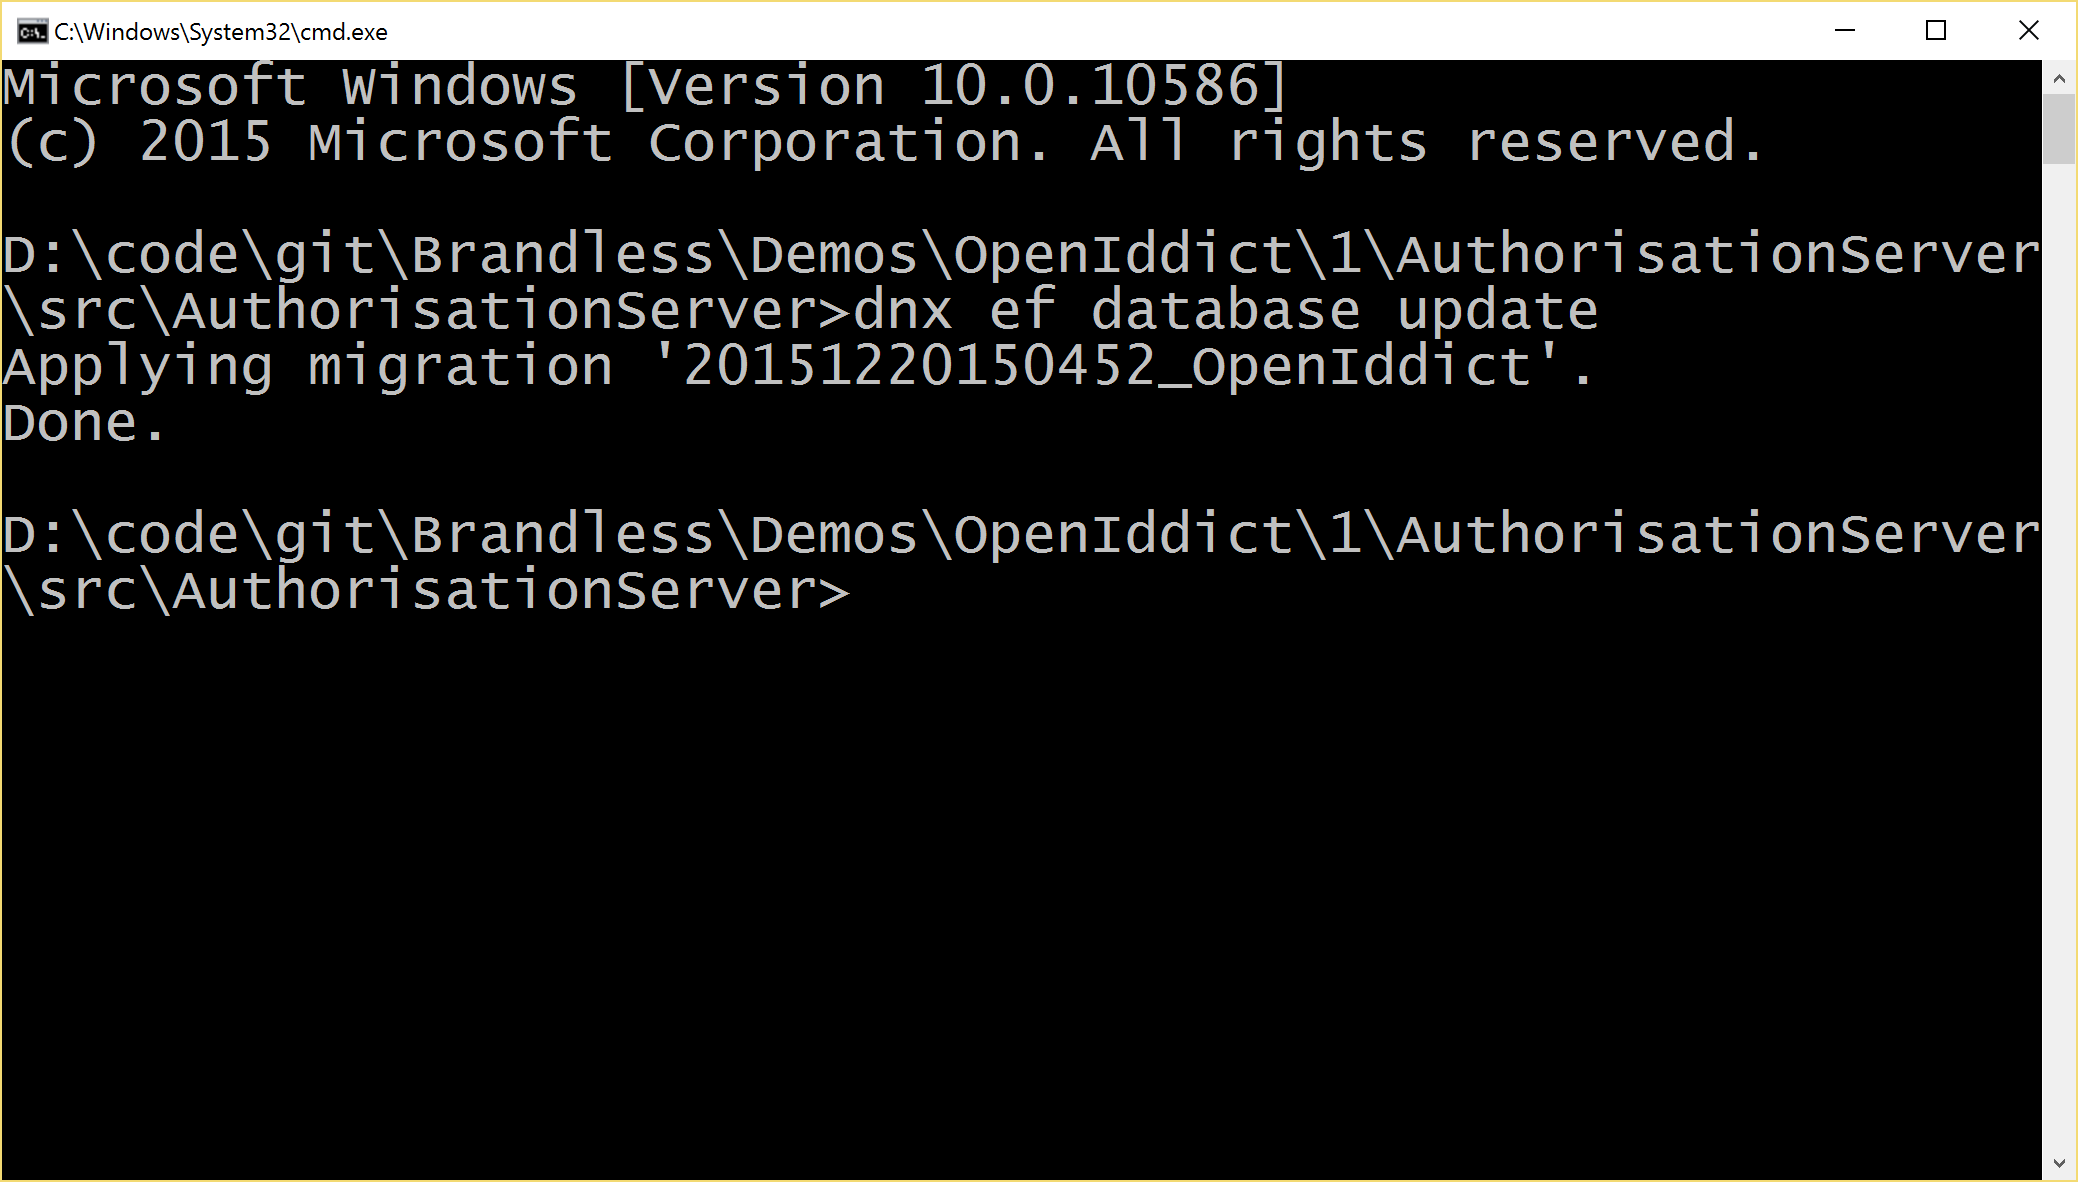 C:\Windows\System32\cmd.exe
Microsoft Windows [Version 10.0.10586]
(c) 2015 Microsoft Corporation. All rights reserved.
D:\code\git\Brandless\Demos\OpenIddict\1\AuthorisationServer
\src\AuthorisationServer>dnx ef database update
Applying migration '20151220150452_OpenIddict'.
Done.
D:\code\git\Brandless\Demos\OpenIddict\1\AuthorisationServer
\src\AuthorisationServer>